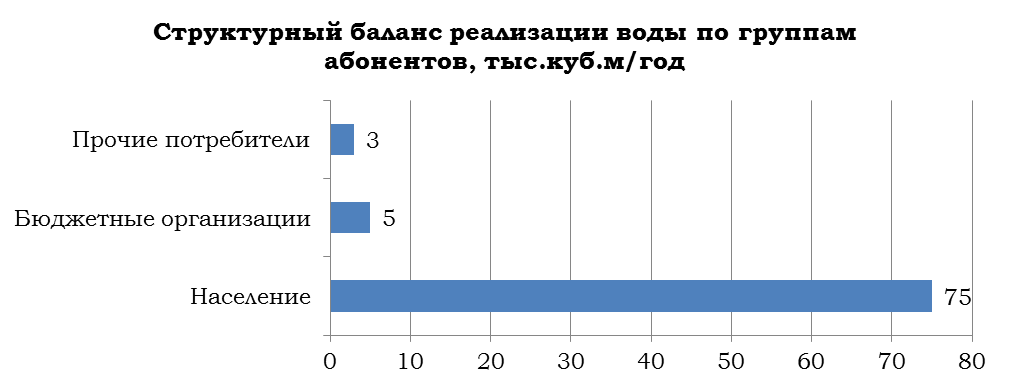 Структурный баланс реализации воды по группам
абонентов, тыс.куб.м/год
Прочие потребители 3
Бюджетные организации 5
Население 75
0 10 20 30 40 50 60 70 80